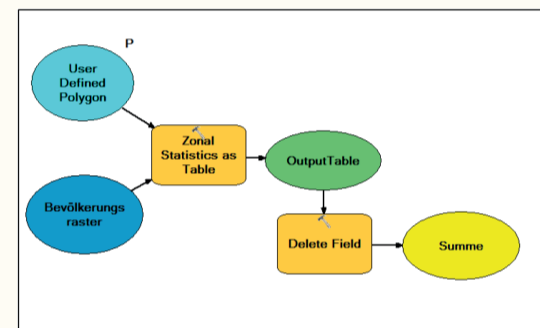 P
User
Defined
Polygon
Zonal
Statistics as
Table
OutputTable
Bevölkerungs
raster
Delete Field
Summe